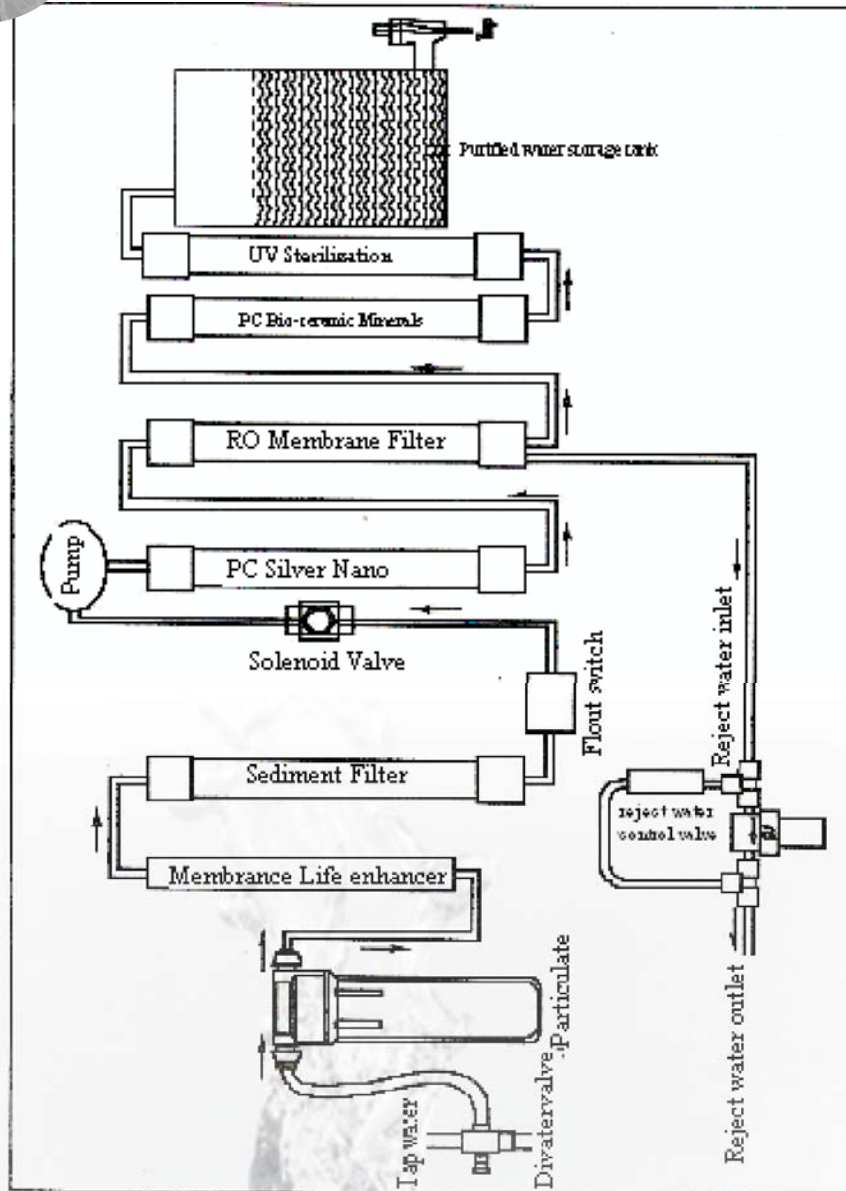 Purified water storage tank
UV Sterilization
PC Bio-ceramic Minerals
RO Membrane Filter
Pump
PC Silver Nano
Solenoid Valve
Flout switch
Reject water inlet
Sediment Filter
reject water
control valve
Membrance Life enhancer
Particulate
Tap water
Divatervalve
Reject water outlet